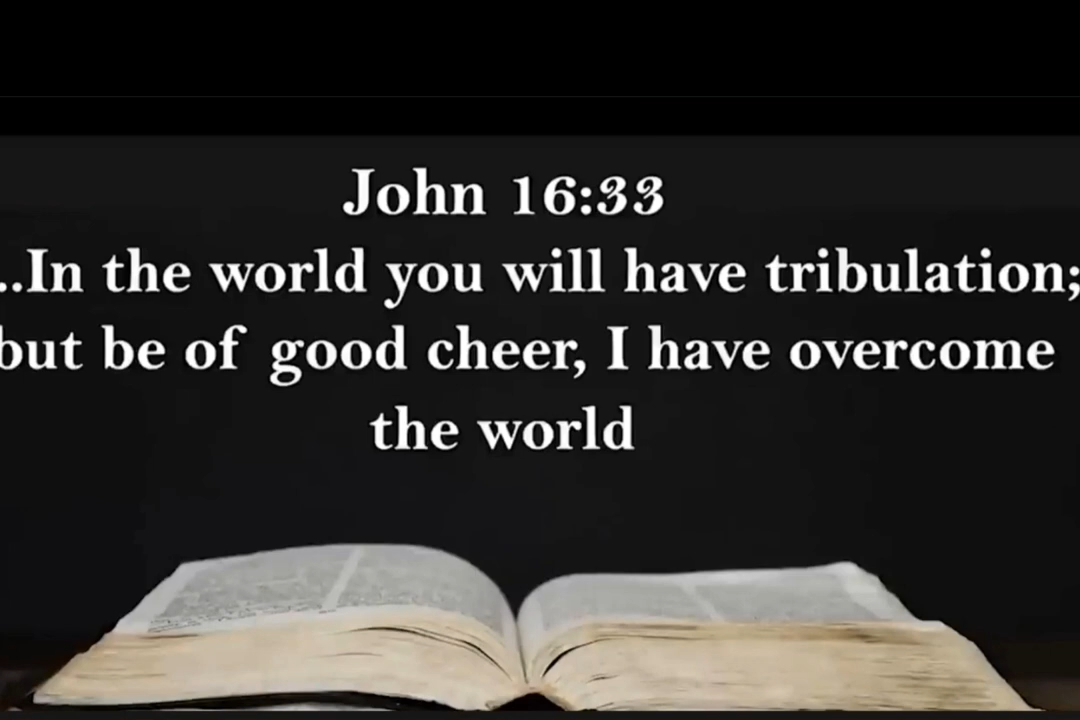 John 16:33
..In the world you will have tribulation;
but be of good cheer, I have overcome
the world